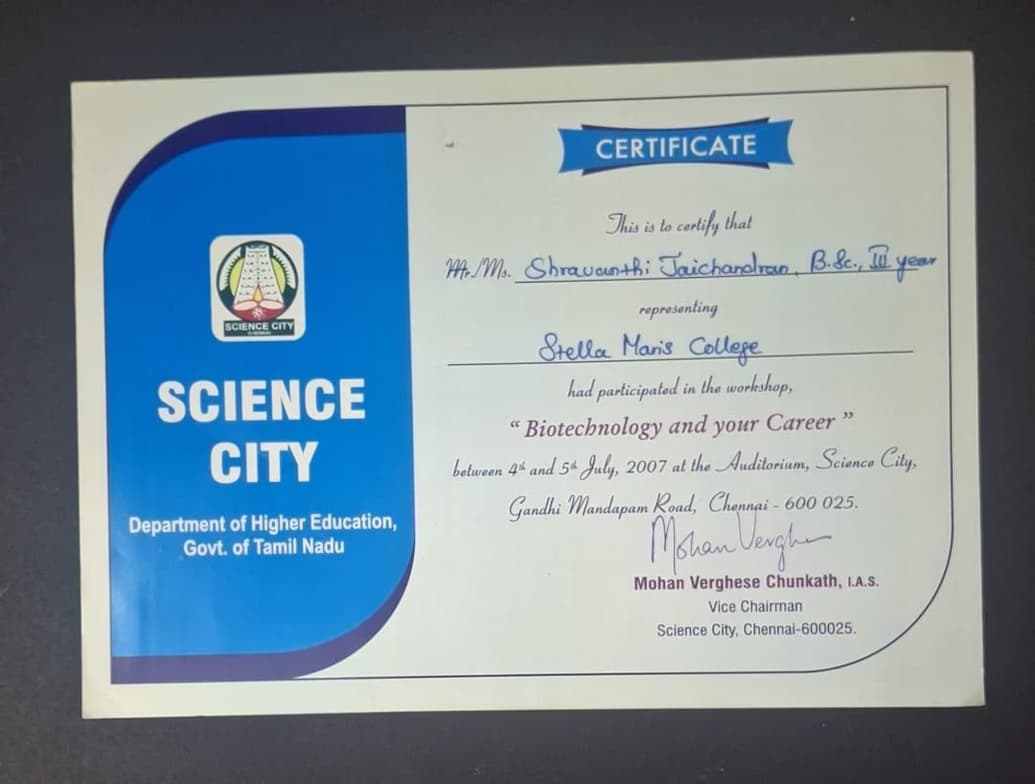 SCIENCE CITY
CHENNAI
SCIENCE
CITY
Department of Higher Education,
Govt. of Tamil Nadu
CERTIFICATE
This is to certify that
Mr./Ms. Shravanthi Jaichandran, B.Sc., III year
representing
Stella Maris College
had participated in the workshop,
“ Biotechnology and your Career ”
between 4th and 5th July, 2007 at the Auditorium, Science City,
Gandhi Mandapam Road, Chennai - 600 025.
Mohan Verghese
Mohan Verghese Chunkath, I.A.S.
Vice Chairman
Science City, Chennai-600025.